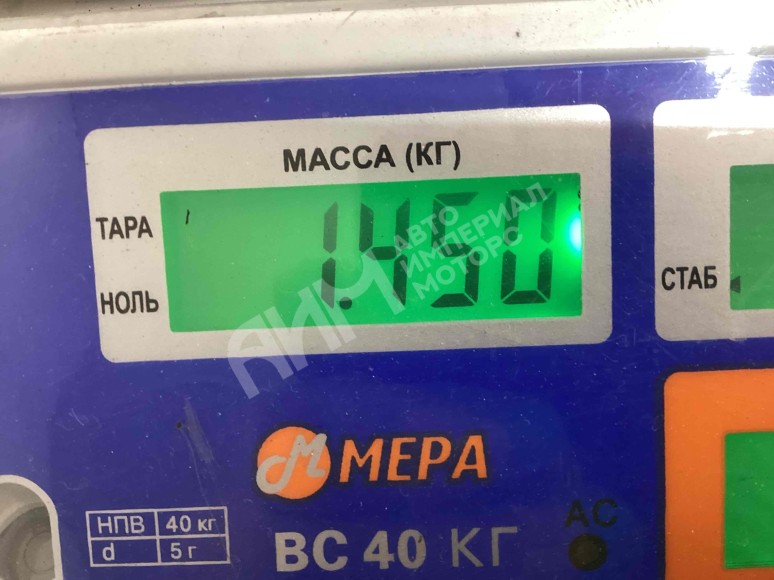 МАССА (КГ)
ТАРА
1.450
НОЛЬ
СТАБ
АИМ АВТО
ИМПЕРИАЛ
МОТОРС
М МЕРА
НПВ 40 кг
d 5 г
ВС 40 КГ
АС